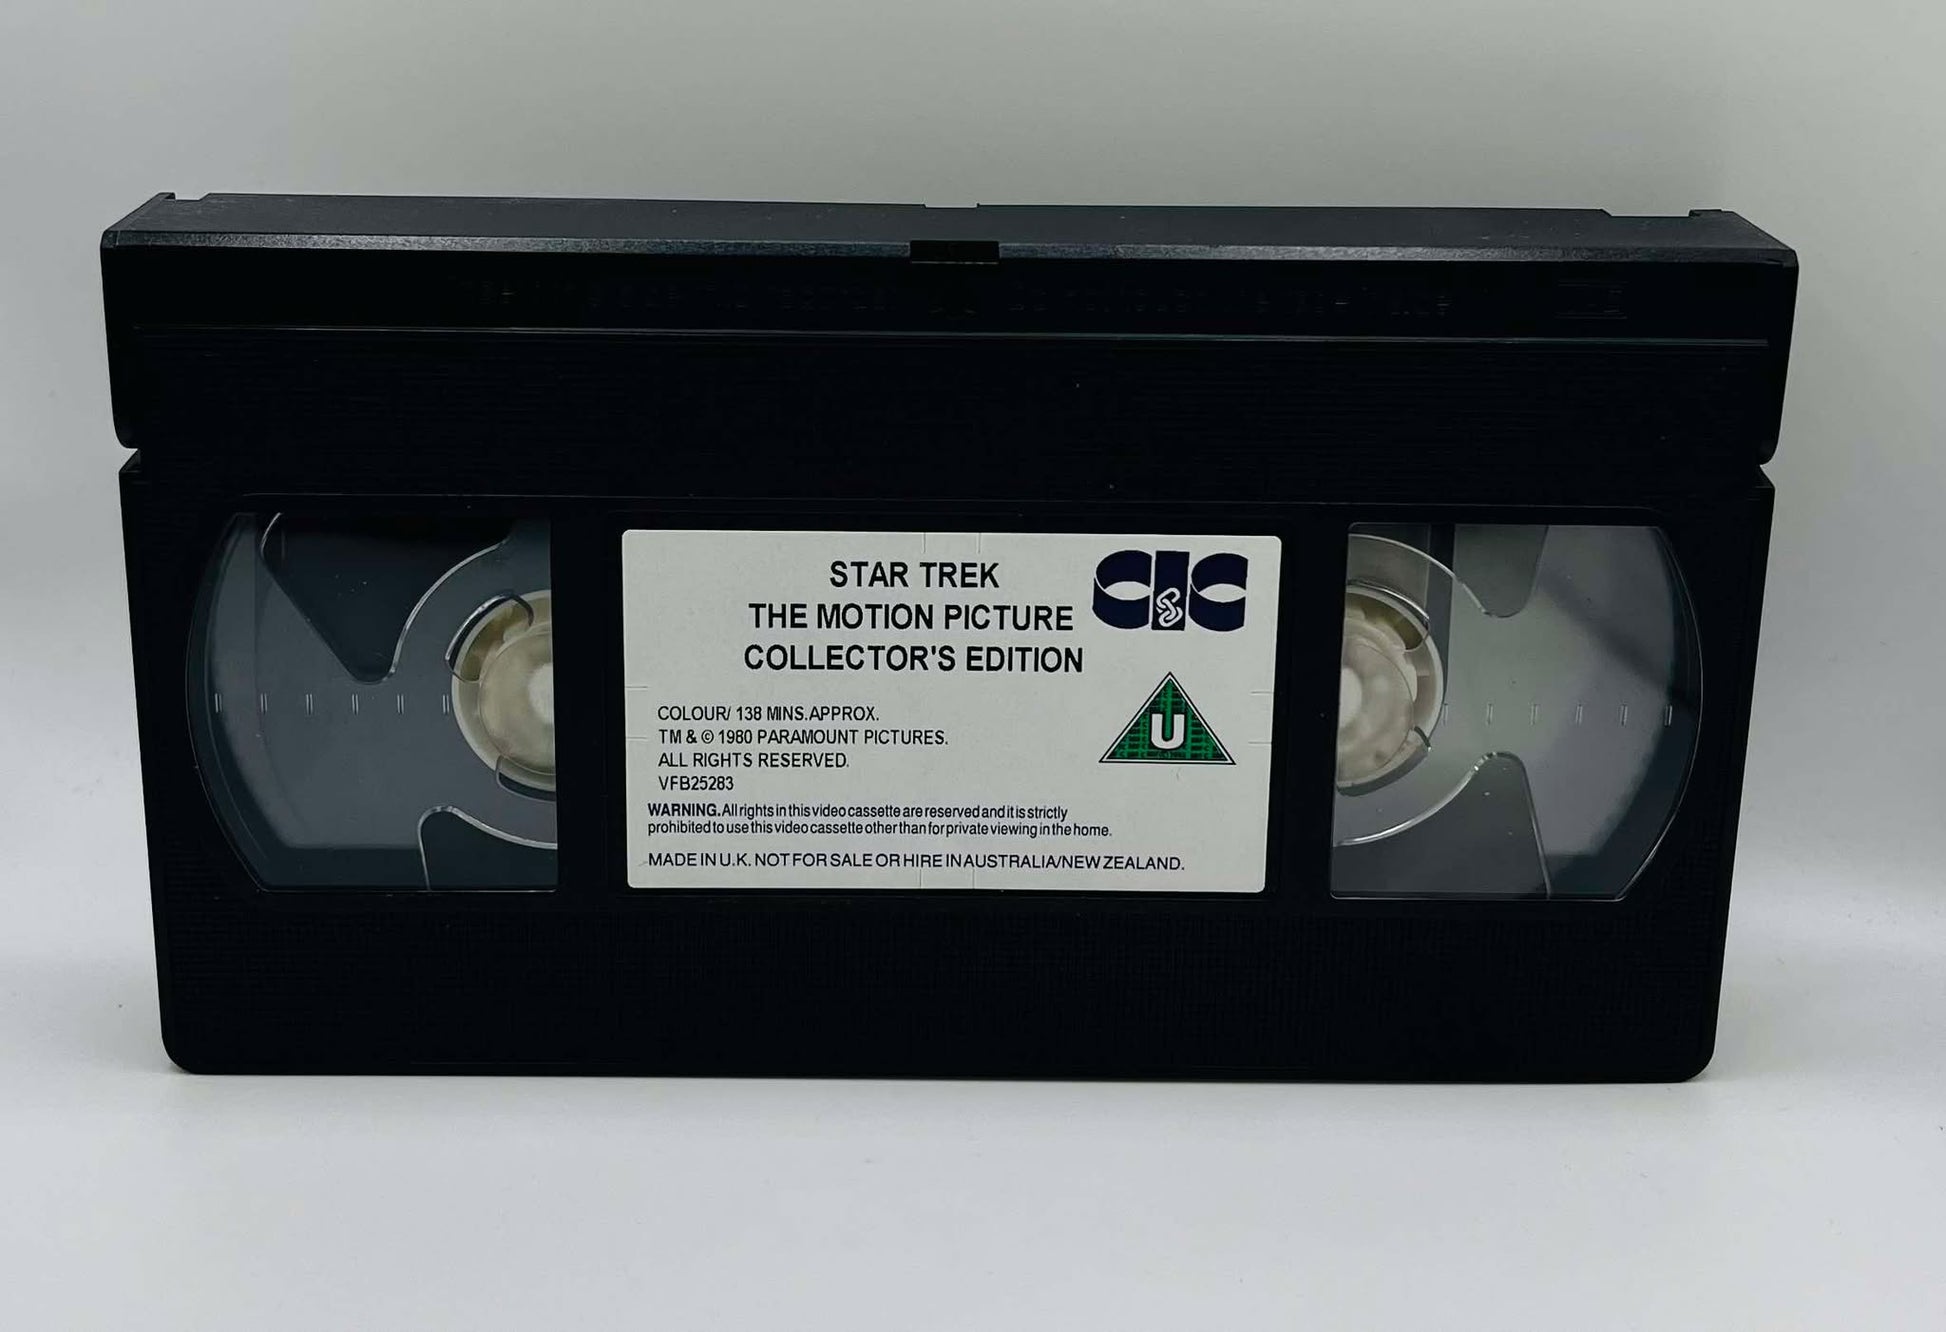 STAR TREK
THE MOTION PICTURE
COLLECTOR'S EDITION
CIC
U
COLOUR/ 138 MINS.APPROX.
TM & © 1980 PARAMOUNT PICTURES.
ALL RIGHTS RESERVED.
VFB25283
WARNING. All rights in this video cassette are reserved and it is strictly
prohibited to use this video cassette other than for private viewing in the home.
MADE IN U.K. NOT FOR SALE OR HIRE IN AUSTRALIA/NEW ZEALAND.